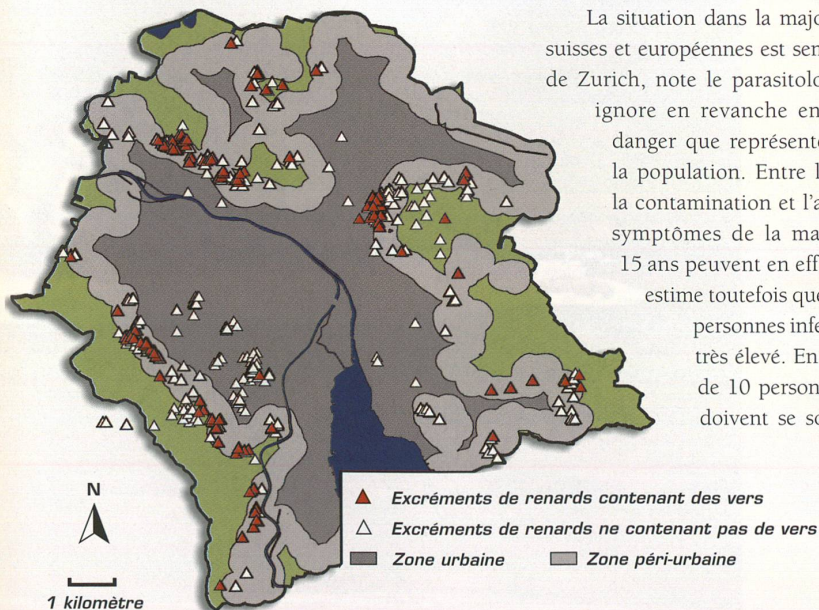 La situation dans la majo
suisses et européennes est sen
de Zurich, note le parasitolo
ignore en revanche en
danger que représente
la population. Entre l
la contamination et l'a
symptômes de la ma
15 ans peuvent en eff
estime toutefois que
personnes infe
très élevé. En
de 10 person
doivent se so
N
1 kilomètre
Excréments de renards contenant des vers
Excréments de renards ne contenant pas de vers
Zone urbaine
Zone péri-urbaine